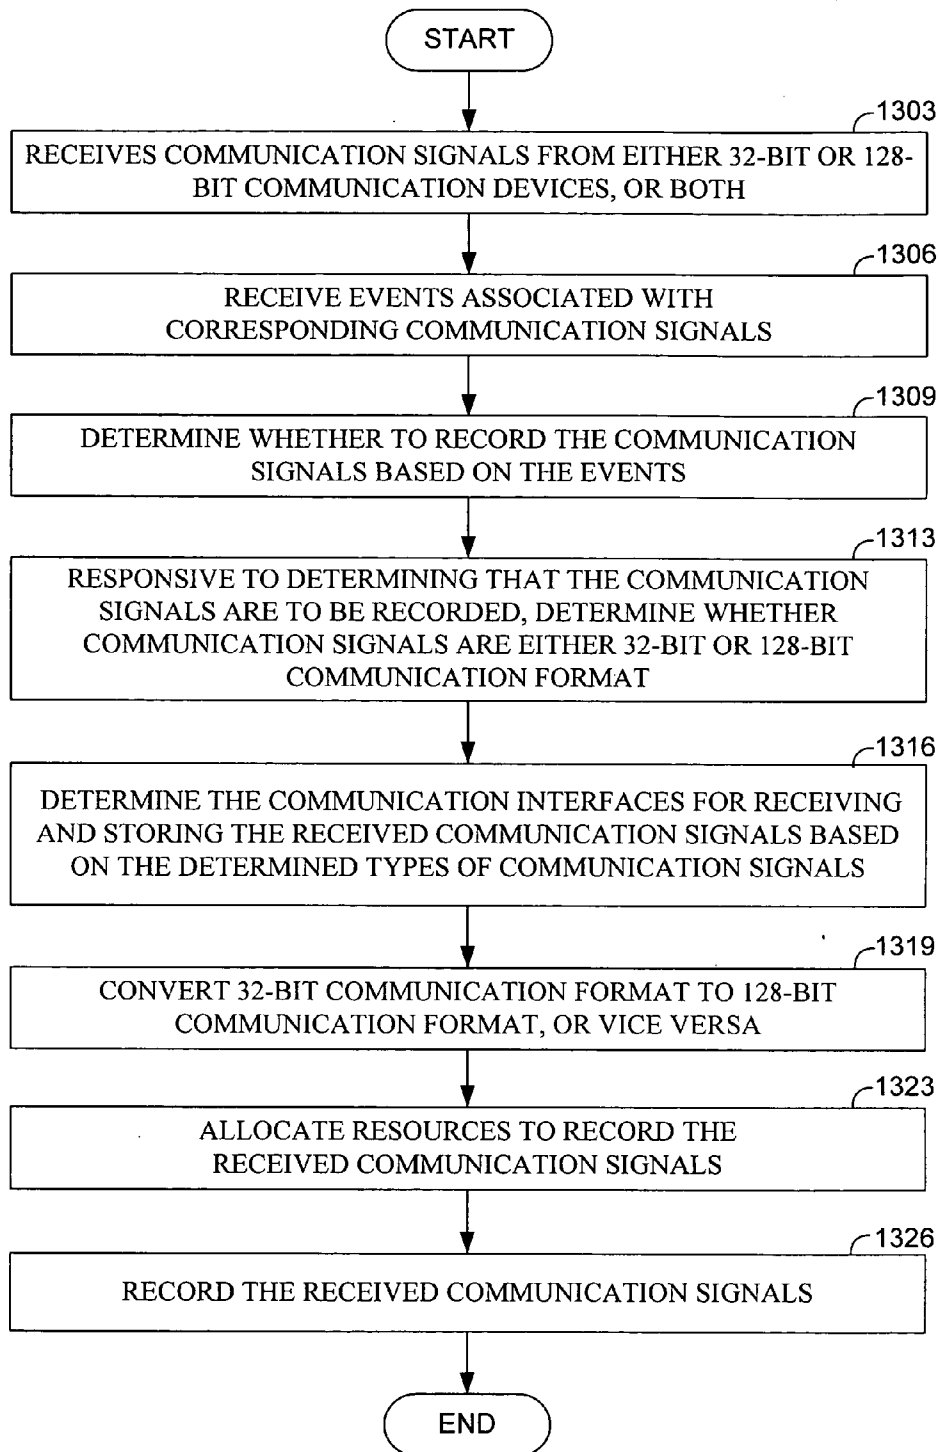 START
1303
RECEIVES COMMUNICATION SIGNALS FROM EITHER 32-BIT OR 128-
BIT COMMUNICATION DEVICES, OR BOTH
1306
RECEIVE EVENTS ASSOCIATED WITH
CORRESPONDING COMMUNICATION SIGNALS
1309
DETERMINE WHETHER TO RECORD THE COMMUNICATION
SIGNALS BASED ON THE EVENTS
1313
RESPONSIVE TO DETERMINING THAT THE COMMUNICATION
SIGNALS ARE TO BE RECORDED, DETERMINE WHETHER
COMMUNICATION SIGNALS ARE EITHER 32-BIT OR 128-BIT
COMMUNICATION FORMAT
1316
DETERMINE THE COMMUNICATION INTERFACES FOR RECEIVING
AND STORING THE RECEIVED COMMUNICATION SIGNALS BASED
ON THE DETERMINED TYPES OF COMMUNICATION SIGNALS
1319
CONVERT 32-BIT COMMUNICATION FORMAT TO 128-BIT
COMMUNICATION FORMAT, OR VICE VERSA
1323
ALLOCATE RESOURCES TO RECORD THE
RECEIVED COMMUNICATION SIGNALS
1326
RECORD THE RECEIVED COMMUNICATION SIGNALS
END